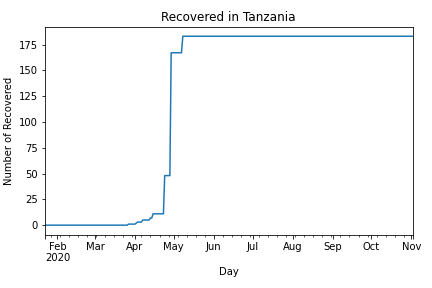 Recovered in Tanzania
Number of Recovered
175
150
125
100
75
50
25
0
Feb Mar Apr May Jun Jul Aug Sep Oct Nov
2020
Day